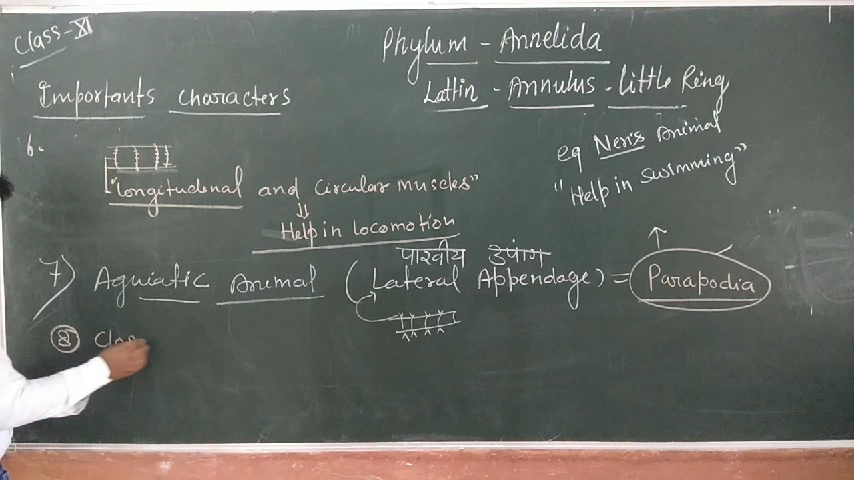 Class-XI
Phylum - Annelida
Importants characters
Lattin - Annulus - little Ring
6.
eg Neris Animal
"Help in swimming"
"longitudenal and Circular muscles"
⇓
Help in locomotion
पार्श्वीय उपांग
7) Aquiatic Animal (Lateral Appendage) = Parapodia
8 Clos